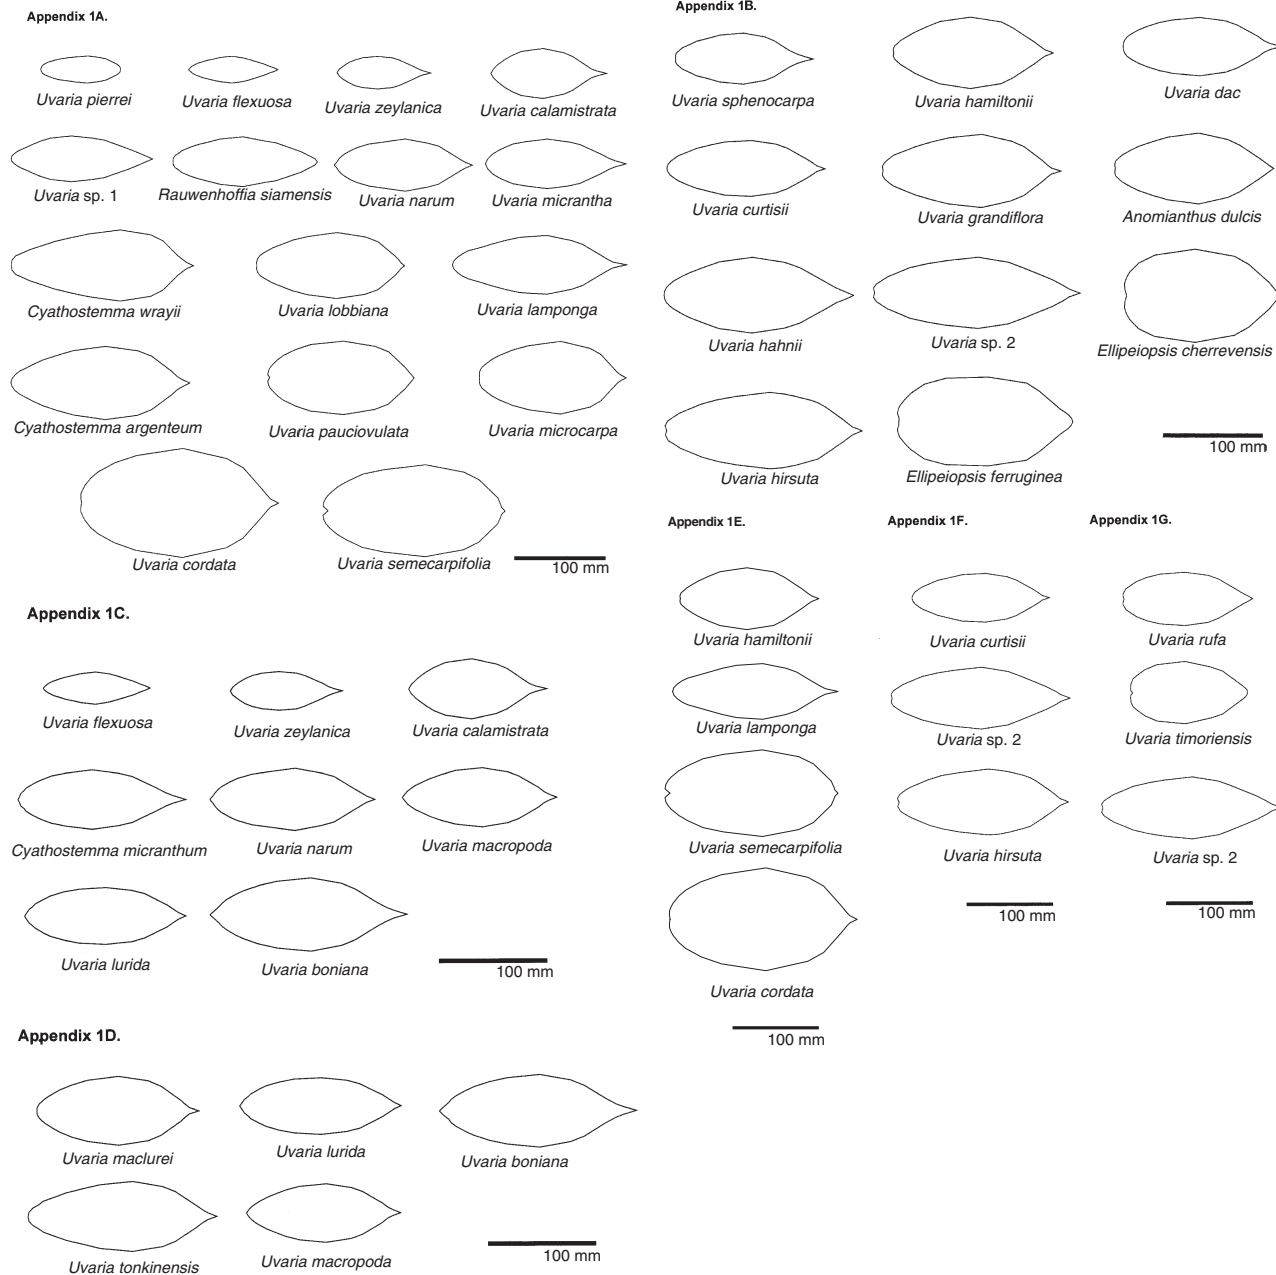 Appendix 1A.
Uvaria pierrei
Uvaria flexuosa
Uvaria zeylanica
Uvaria calamistrata
Uvaria sp. 1
Rauwenhoffia siamensis
Uvaria narum
Uvaria micrantha
Cyathostemma wrayii
Uvaria lobbiana
Uvaria lamponga
Cyathostemma argenteum
Uvaria pauciovulata
Uvaria microcarpa
Uvaria cordata
Uvaria semecarpifolia
100 mm
Appendix 1B.
Uvaria sphenocarpa
Uvaria hamiltonii
Uvaria dac
Uvaria curtisii
Uvaria grandiflora
Anomianthus dulcis
Uvaria hahnii
Uvaria sp. 2
Ellipeiopsis cherrevensis
Uvaria hirsuta
Ellipeiopsis ferruginea
100 mm
Appendix 1C.
Uvaria flexuosa
Uvaria zeylanica
Uvaria calamistrata
Cyathostemma micranthum
Uvaria narum
Uvaria macropoda
Uvaria lurida
Uvaria boniana
100 mm
Appendix 1D.
Uvaria maclurei
Uvaria lurida
Uvaria boniana
Uvaria tonkinensis
Uvaria macropoda
100 mm
Appendix 1E.
Uvaria hamiltonii
Uvaria lamponga
Uvaria semecarpifolia
Uvaria cordata
100 mm
Appendix 1F.
Uvaria curtisii
Uvaria sp. 2
Uvaria hirsuta
100 mm
Appendix 1G.
Uvaria rufa
Uvaria timoriensis
Uvaria sp. 2
100 mm